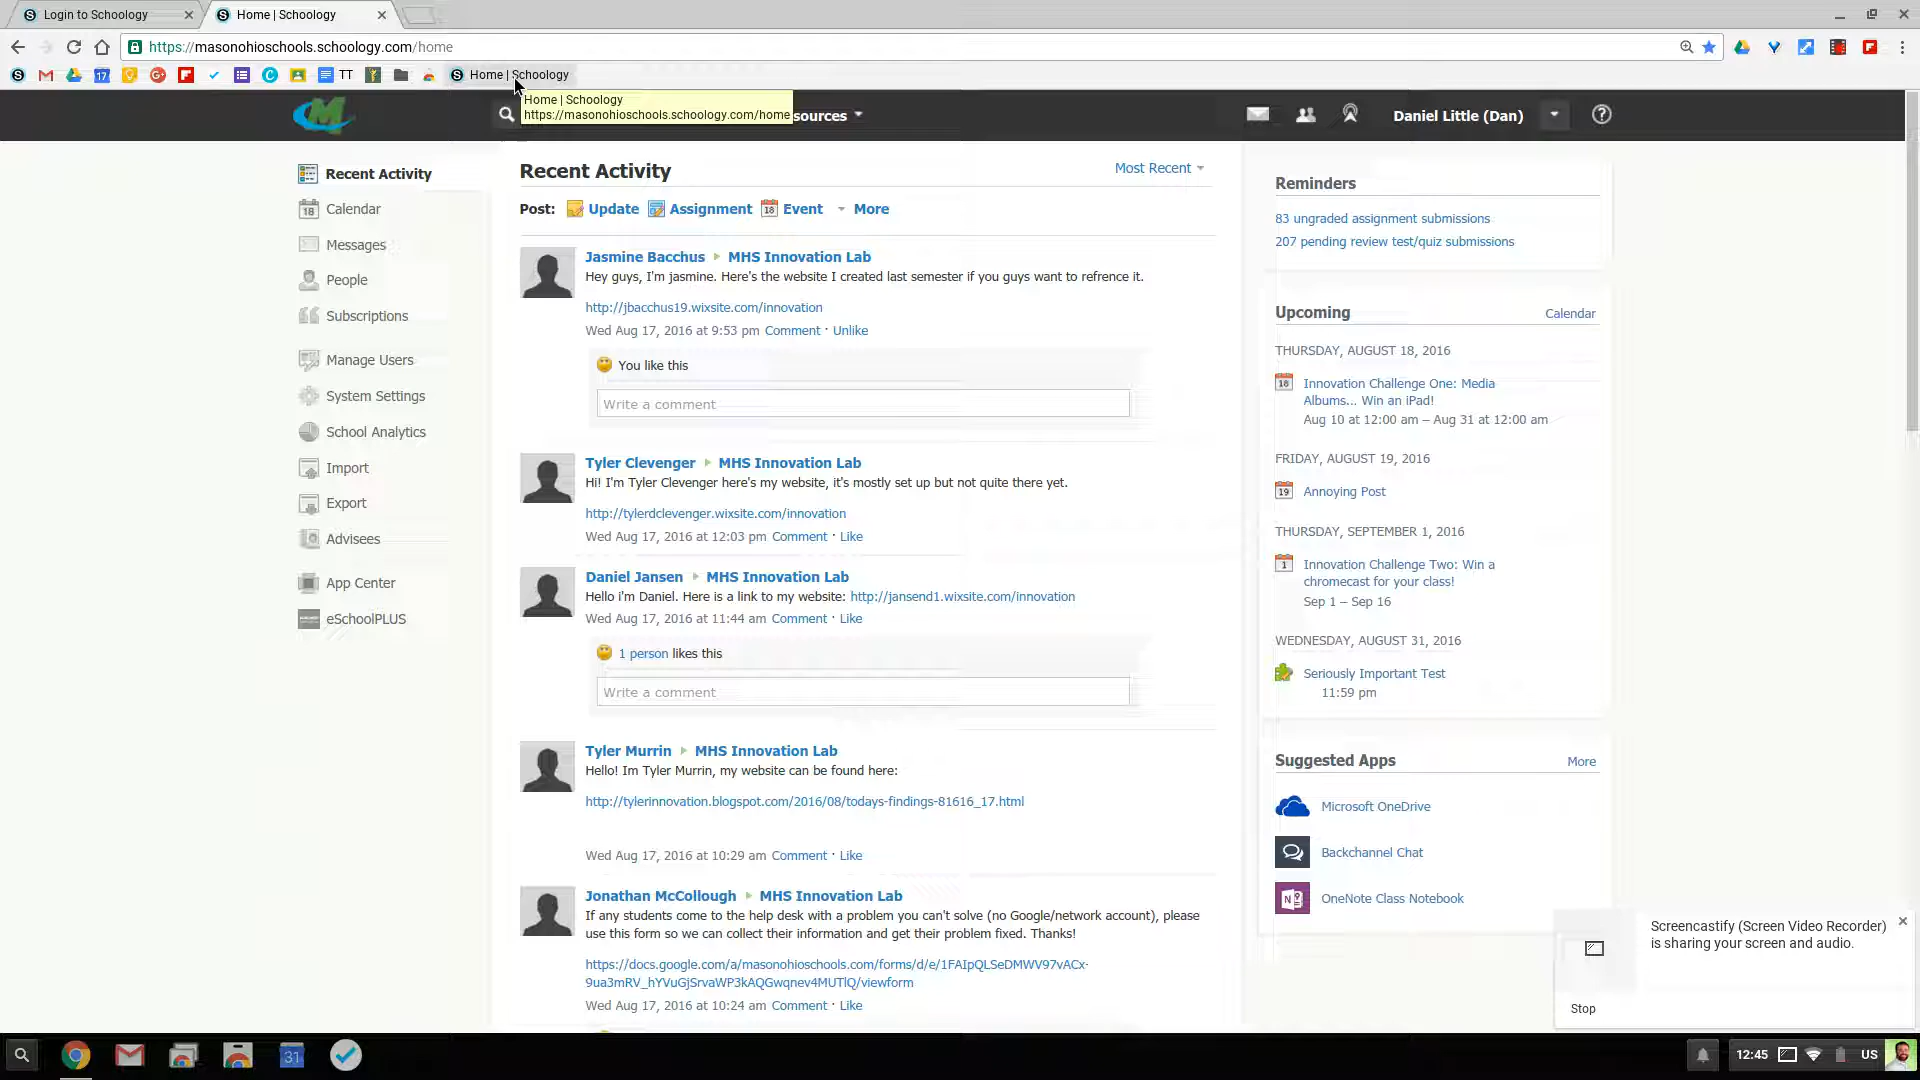 Login to Schoology
Home | Schoology
https://masonohioschools.schoology.com/home
17
TT
Home | Schoology
Home | Schoology
https://masonohioschools.schoology.com/home
sources
Daniel Little (Dan)
Recent Activity
Calendar
Messages
People
Subscriptions
Manage Users
System Settings
School Analytics
Import
Export
Advisees
App Center
eSchoolPLUS
Recent Activity
Most Recent
Post: Update Assignment 18 Event More
Jasmine Bacchus MHS Innovation Lab
Hey guys, I'm jasmine. Here's the website I created last semester if you guys want to refrence it.
http://jbacchus19.wixsite.com/innovation
Wed Aug 17, 2016 at 9:53 pm Comment · Unlike
You like this
Write a comment
Tyler Clevenger MHS Innovation Lab
Hi! I'm Tyler Clevenger here's my website, it's mostly set up but not quite there yet.
http://tylerdclevenger.wixsite.com/innovation
Wed Aug 17, 2016 at 12:03 pm Comment · Like
Daniel Jansen MHS Innovation Lab
Hello i'm Daniel. Here is a link to my website: http://jansend1.wixsite.com/innovation
Wed Aug 17, 2016 at 11:44 am Comment · Like
1 person likes this
Write a comment
Tyler Murrin MHS Innovation Lab
Hello! Im Tyler Murrin, my website can be found here:
http://tylerinnovation.blogspot.com/2016/08/todays-findings-81616_17.html
Wed Aug 17, 2016 at 10:29 am Comment · Like
Jonathan McCollough MHS Innovation Lab
If any students come to the help desk with a problem you can't solve (no Google/network account), please
use this form so we can collect their information and get their problem fixed. Thanks!
https://docs.google.com/a/masonohioschools.com/forms/d/e/1FAIpQLSeDMWV97vACx-
9ua3mRV_hYVuGjSrvaWP3kAQGwqnev4MUTlQ/viewform
Wed Aug 17, 2016 at 10:24 am Comment · Like
Reminders
83 ungraded assignment submissions
207 pending review test/quiz submissions
Upcoming Calendar
THURSDAY, AUGUST 18, 2016
18 Innovation Challenge One: Media
Albums... Win an iPad!
Aug 10 at 12:00 am – Aug 31 at 12:00 am
FRIDAY, AUGUST 19, 2016
19 Annoying Post
THURSDAY, SEPTEMBER 1, 2016
1 Innovation Challenge Two: Win a
chromecast for your class!
Sep 1 – Sep 16
WEDNESDAY, AUGUST 31, 2016
Seriously Important Test
11:59 pm
Suggested Apps More
Microsoft OneDrive
Backchannel Chat
OneNote Class Notebook
Screencastify (Screen Video Recorder)
is sharing your screen and audio.
Stop
31
12:45 US